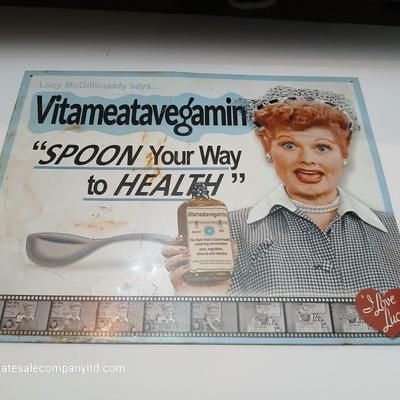 Lucy McGillicuddy says....
Vitameatavegamin
"SPOON Your Way
to HEALTH"
Vitameatavegamin
I Love
Lucy
atesalecompanyltd.com